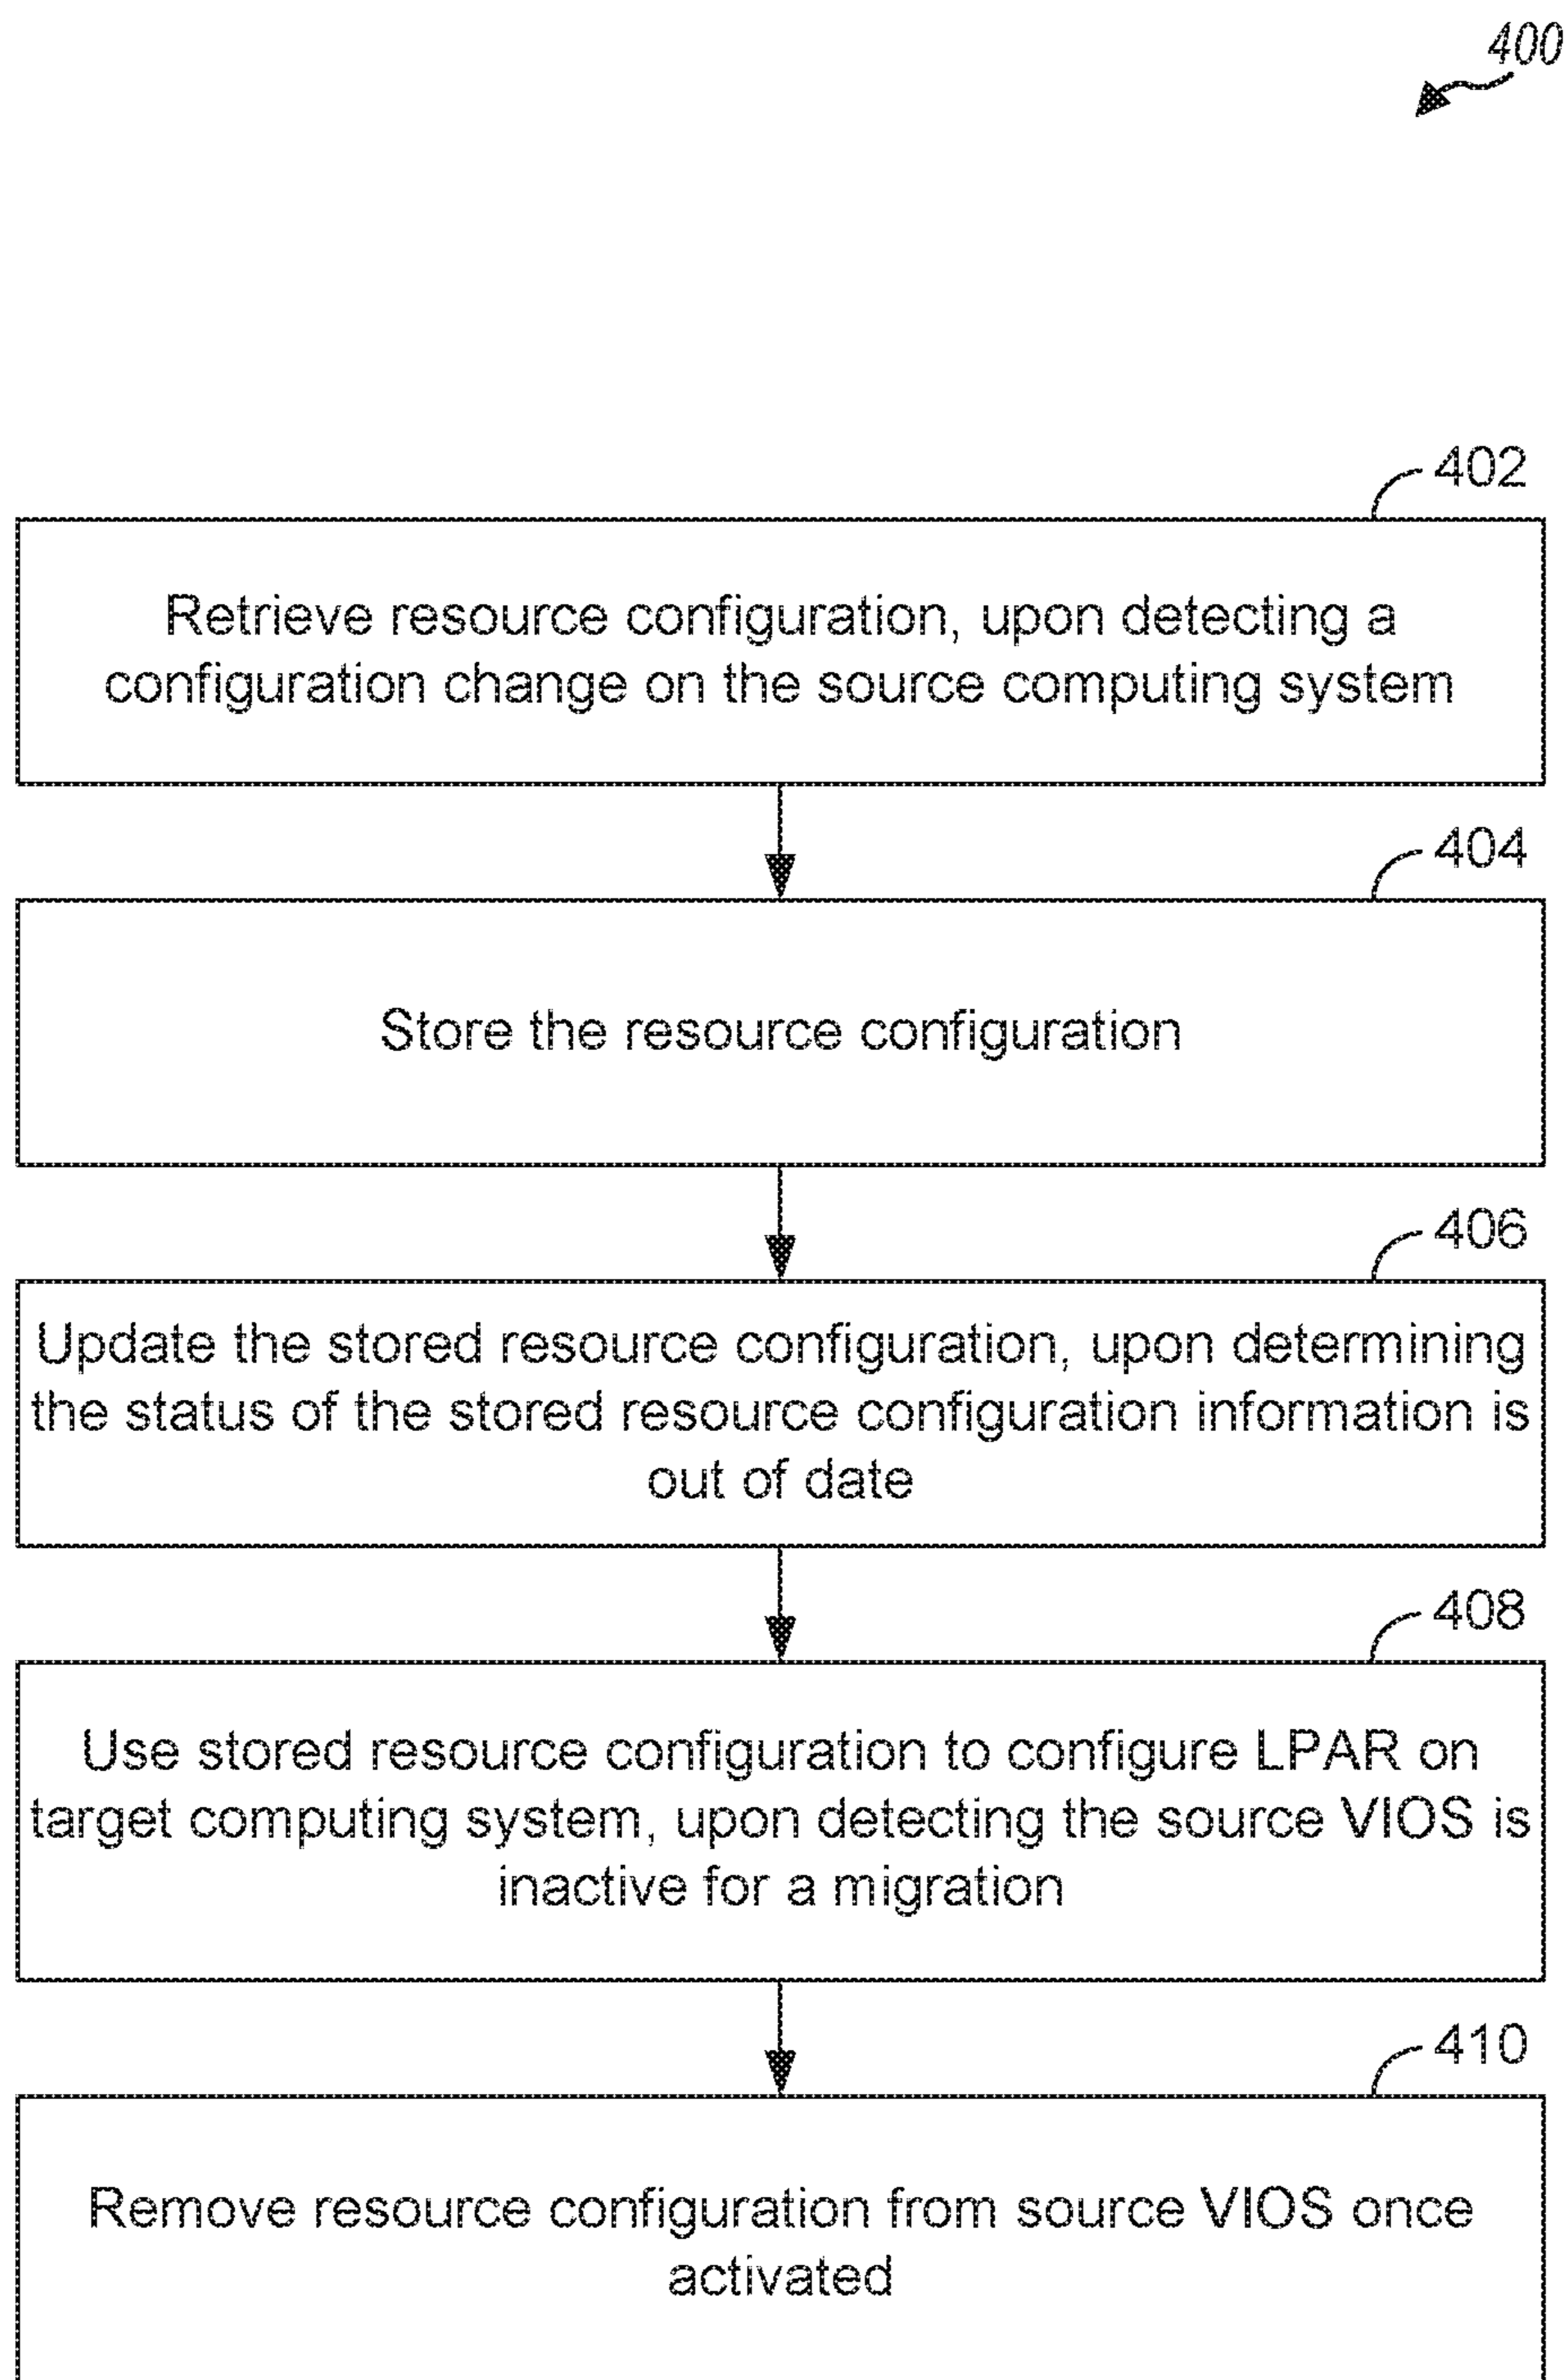 400
402
Retrieve resource configuration, upon detecting a
configuration change on the source computing system
404
Store the resource configuration
406
Update the stored resource configuration, upon determining
the status of the stored resource configuration information is
out of date
408
Use stored resource configuration to configure LPAR on
target computing system, upon detecting the source VIOS is
inactive for a migration
410
Remove resource configuration from source VIOS once
activated